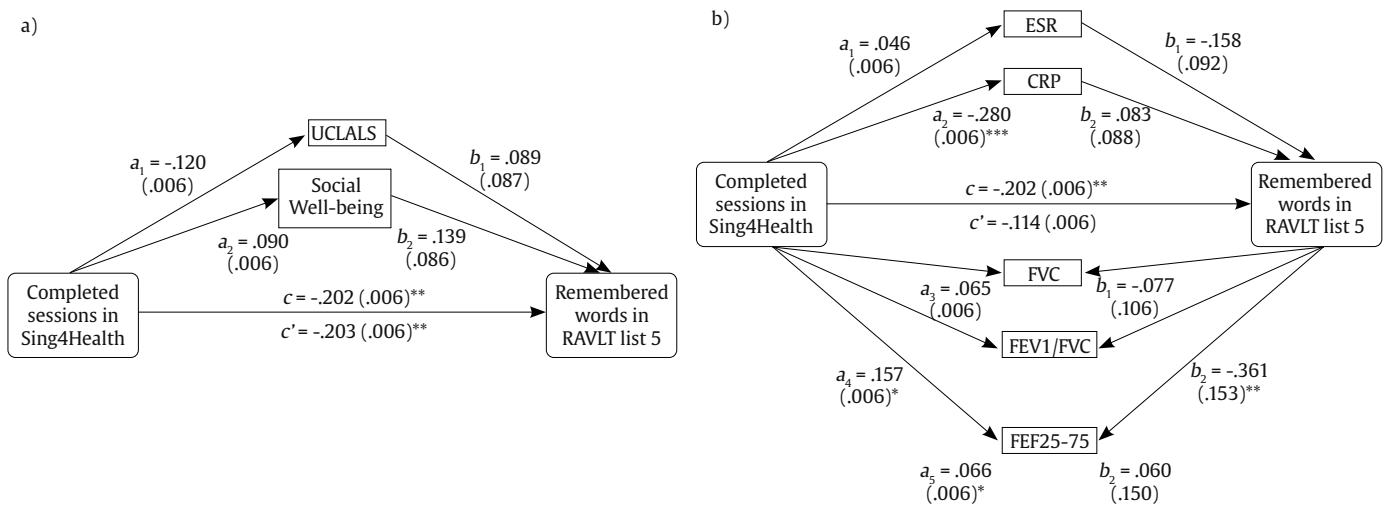 a)
UCLALS
a1 = -.120
(.006)
b1 = .089
(.087)
Social
Well-being
a2 = .090
(.006)
b2 = .139
(.086)
Completed
sessions in
Sing4Health
c = -.202 (.006)**
c’ = -.203 (.006)**
Remembered
words in
RAVLT list 5
b)
ESR
a1 = .046
(.006)
b1 = -.158
(.092)
CRP
a2 = -.280
(.006)***
b2 = .083
(.088)
Completed
sessions in
Sing4Health
c = -.202 (.006)**
c’ = -.114 (.006)
Remembered
words in
RAVLT list 5
FVC
a3 = .065
(.006)
b1 = -.077
(.106)
FEV1/FVC
a4 = .157
(.006)*
b2 = -.361
(.153)**
FEF25-75
a5 = .066
(.006)*
b2 = .060
(.150)